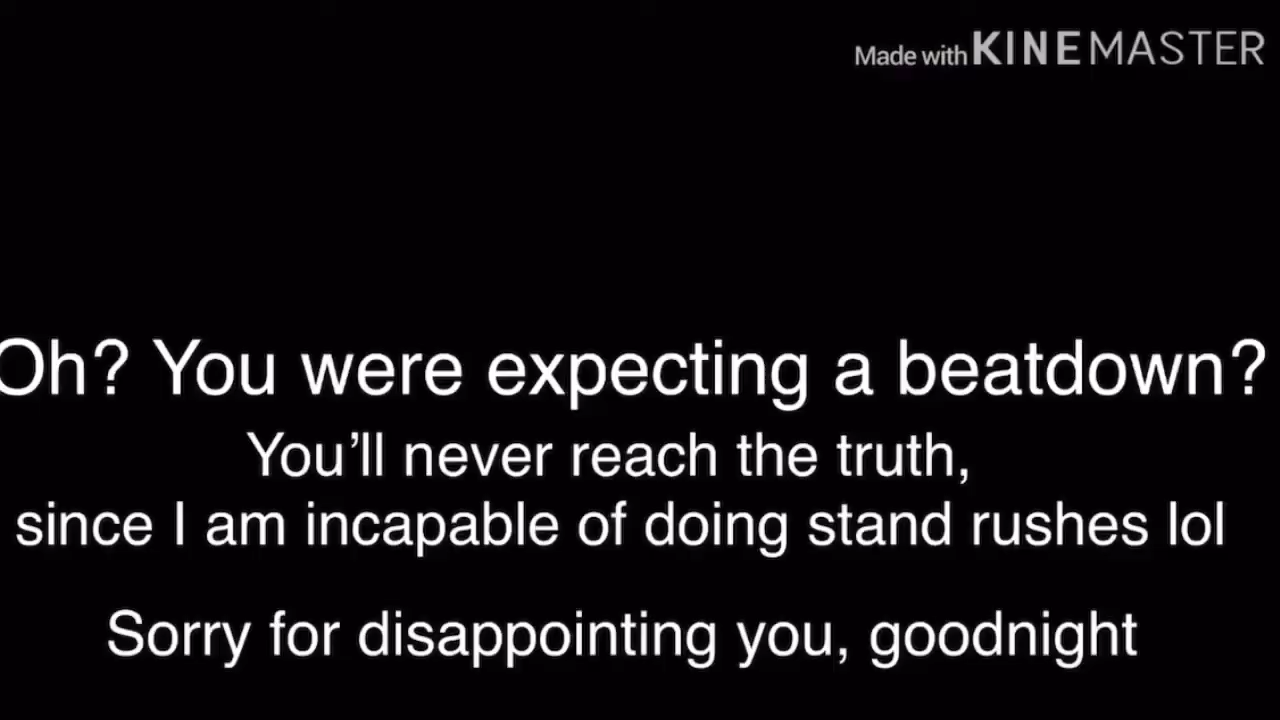 Made with KINEMASTER
Oh? You were expecting a beatdown?
You’ll never reach the truth,
since I am incapable of doing stand rushes lol
Sorry for disappointing you, goodnight